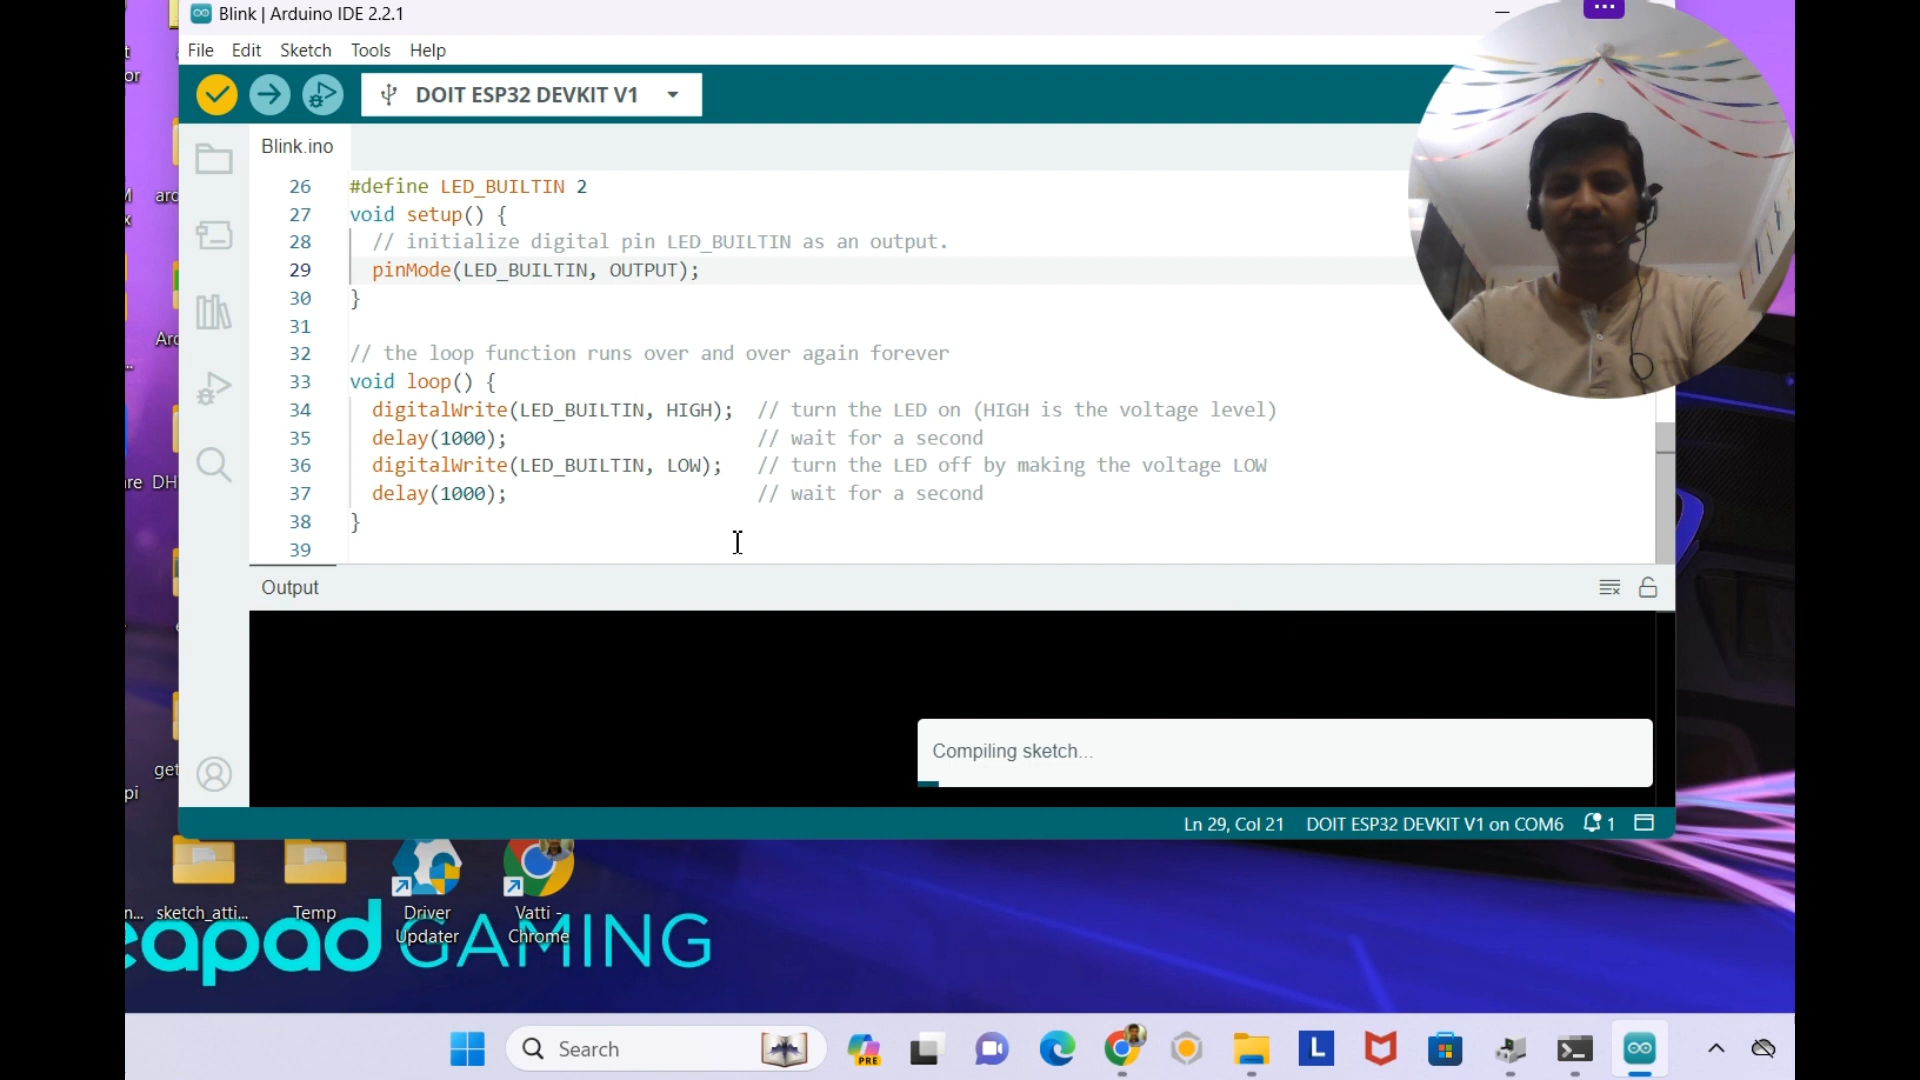 Blink | Arduino IDE 2.2.1
File Edit Sketch Tools Help
DOIT ESP32 DEVKIT V1
Blink.ino
26 #define LED_BUILTIN 2
27 void setup() {
28 // initialize digital pin LED_BUILTIN as an output.
29 pinMode(LED_BUILTIN, OUTPUT);
30 }
31
32 // the loop function runs over and over again forever
33 void loop() {
34 digitalWrite(LED_BUILTIN, HIGH); // turn the LED on (HIGH is the voltage level)
35 delay(1000); // wait for a second
36 digitalWrite(LED_BUILTIN, LOW); // turn the LED off by making the voltage LOW
37 delay(1000); // wait for a second
38 }
39
Output
Compiling sketch...
Ln 29, Col 21 DOIT ESP32 DEVKIT V1 on COM6 1
sketch_atti...
Temp
Driver
Updater
Vatti -
Chrome
eapad GAMING
Search
PRE
L